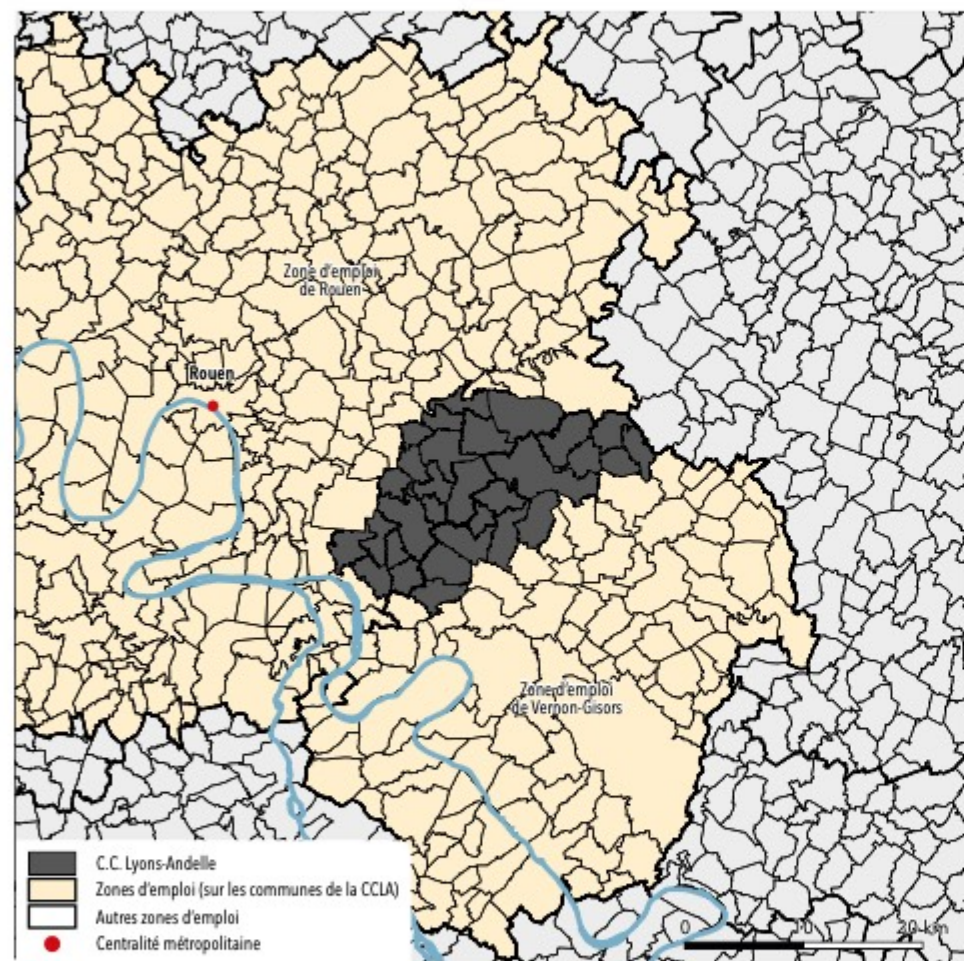 Zone d'emploi
de Rouen
Rouen
Zone d'emploi
de Vernon-Gisors
C.C. Lyons-Andelle
Zones d'emploi (sur les communes de la CCLA)
Autres zones d'emploi
Centralité métropolitaine
0 10 20 km